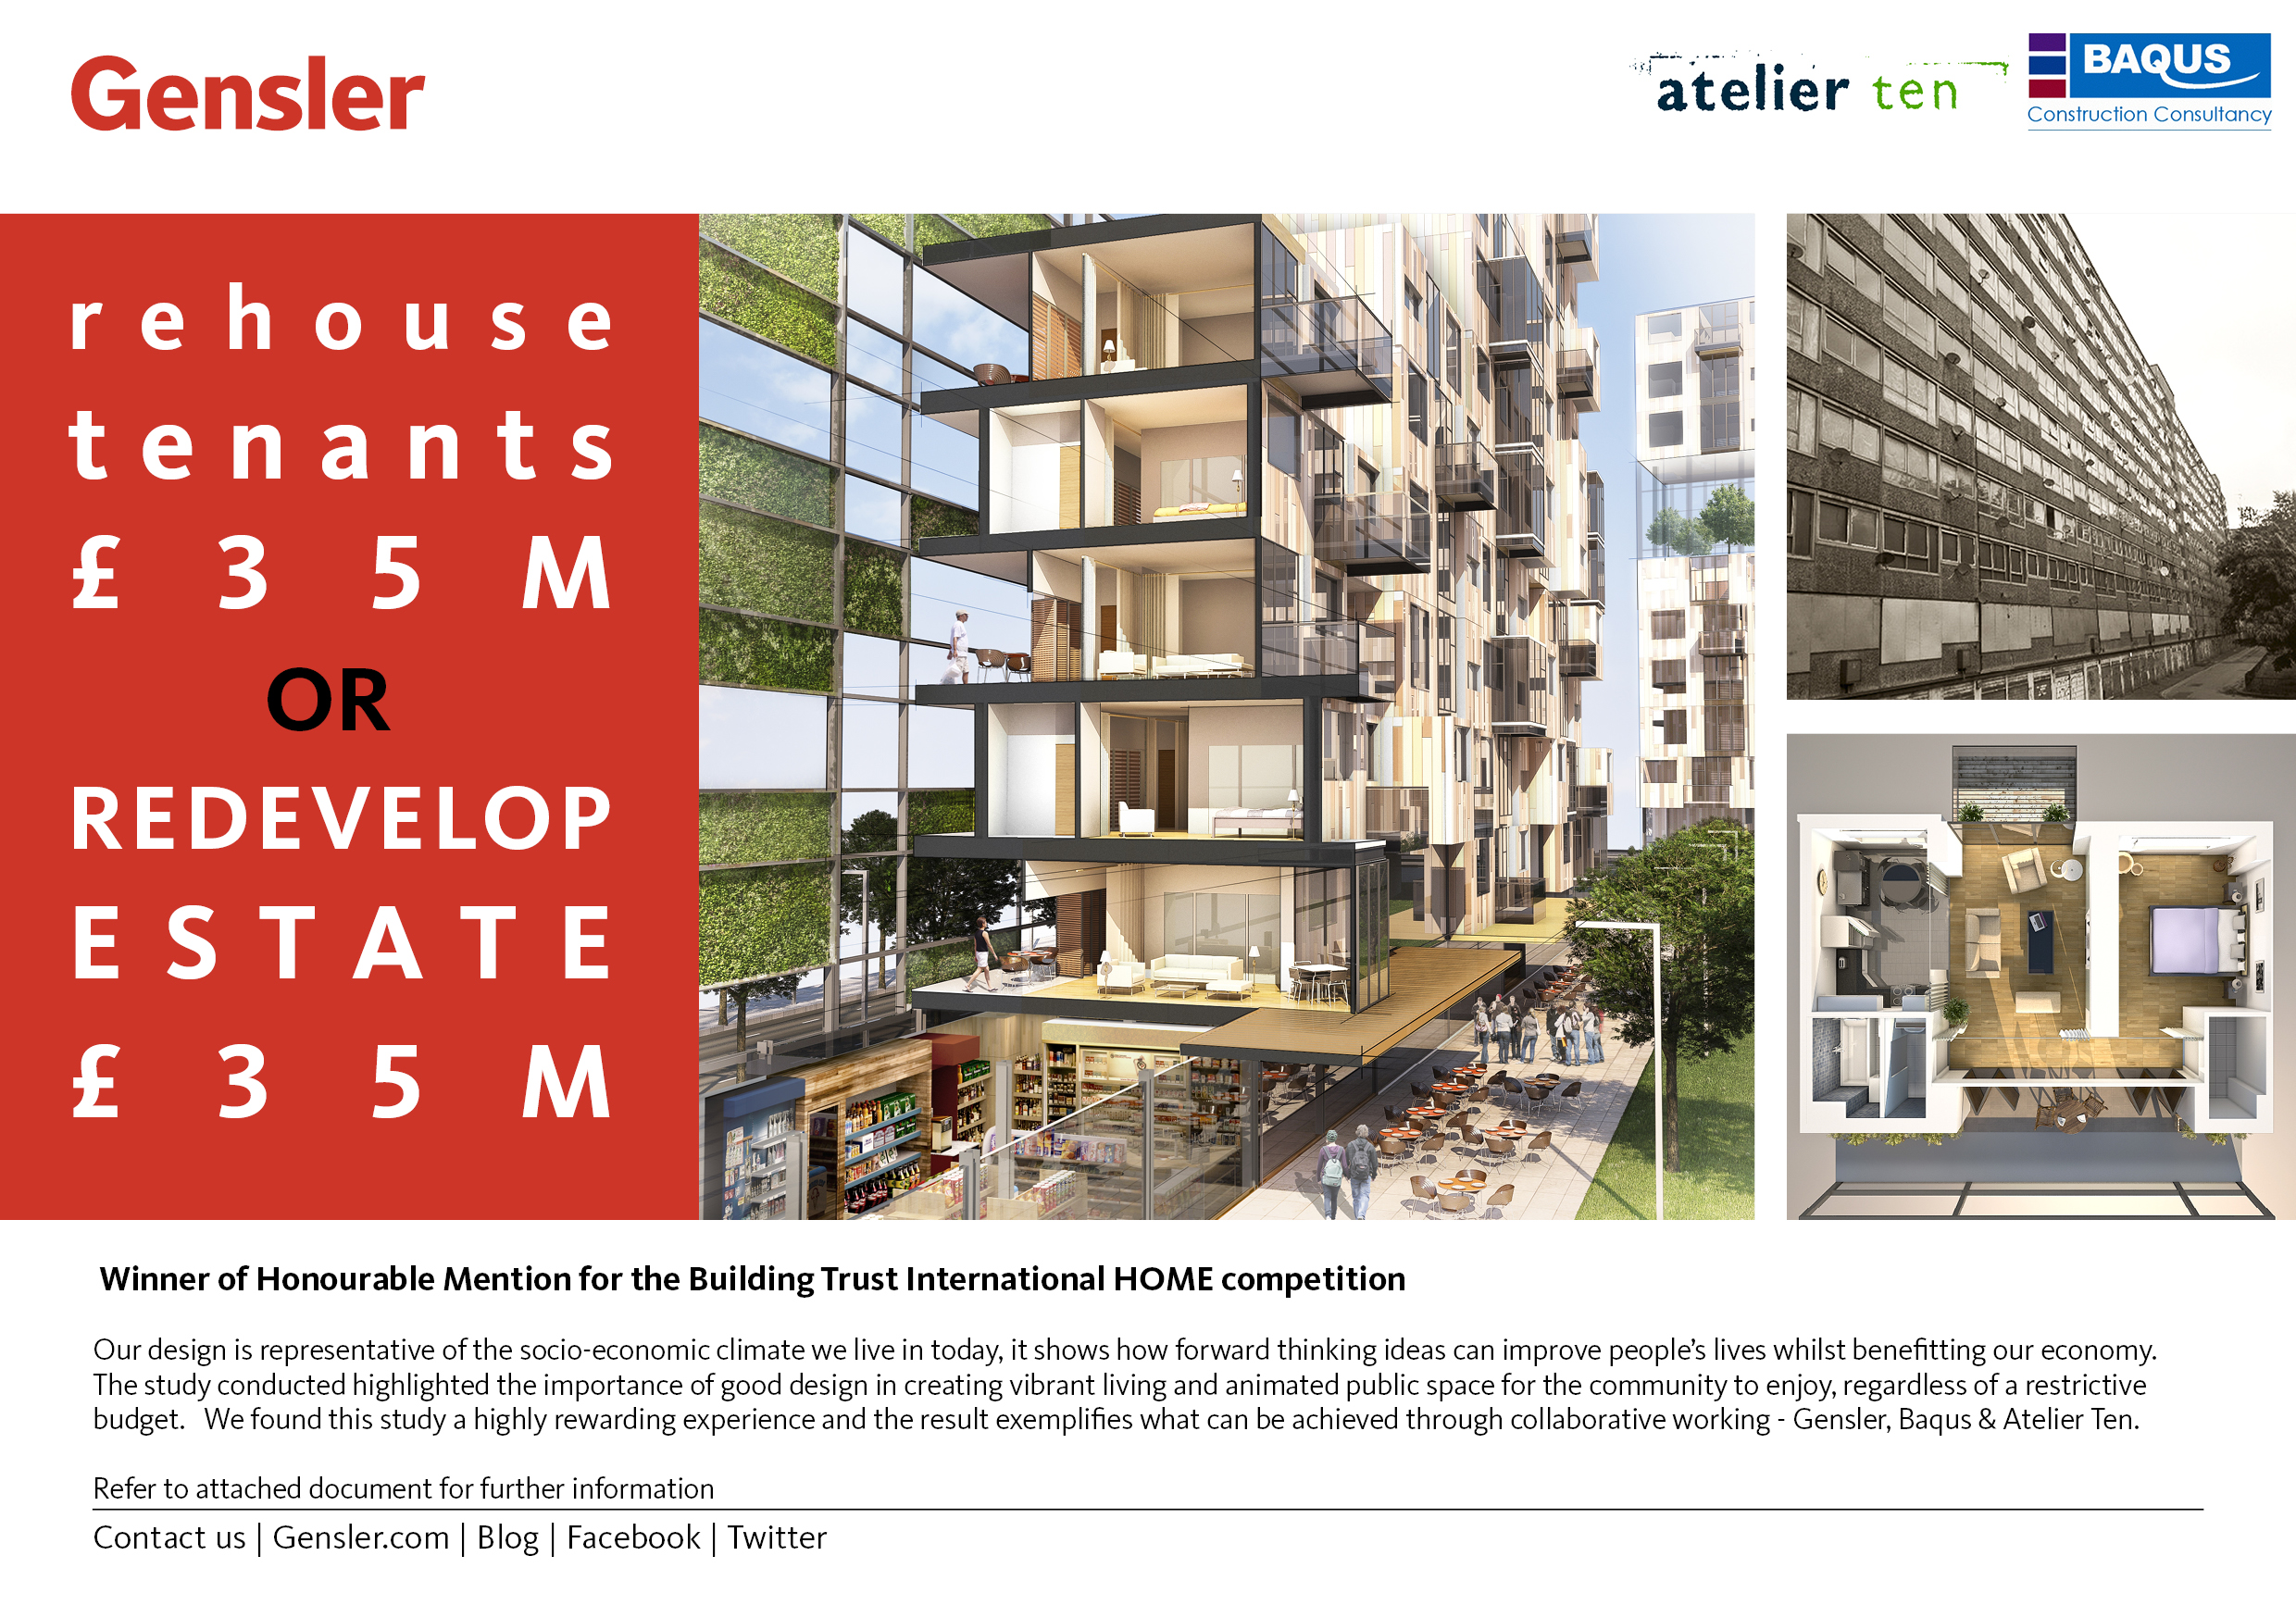 Gensler
atelier ten
BAQUS
Construction Consultancy
rehouse
tenants
£35M
OR
REDEVELOP
ESTATE
£35M
Winner of Honourable Mention for the Building Trust International HOME competition
Our design is representative of the socio-economic climate we live in today, it shows how forward thinking ideas can improve people’s lives whilst benefitting our economy.
The study conducted highlighted the importance of good design in creating vibrant living and animated public space for the community to enjoy, regardless of a restrictive
budget. We found this study a highly rewarding experience and the result exemplifies what can be achieved through collaborative working - Gensler, Baqus & Atelier Ten.
Refer to attached document for further information
Contact us | Gensler.com | Blog | Facebook | Twitter